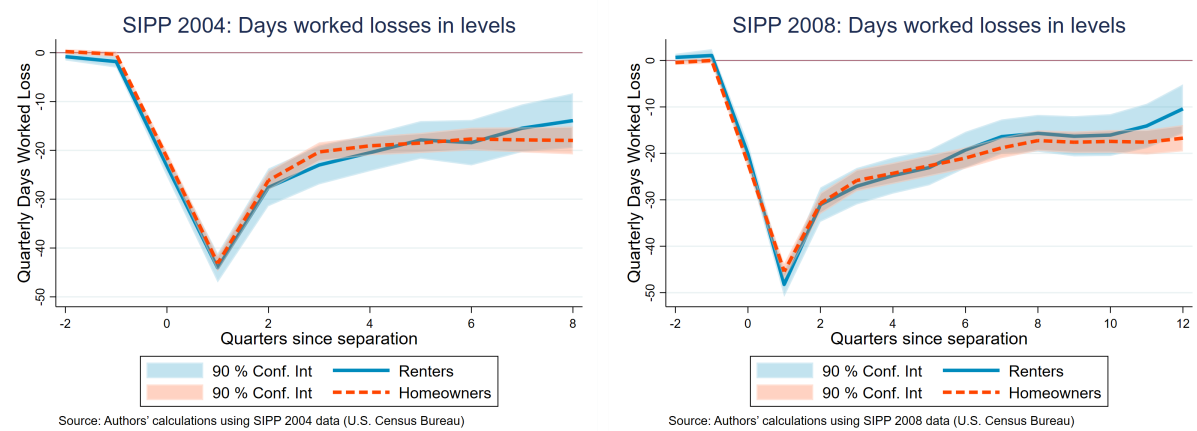 SIPP 2004: Days worked losses in levels
Quarterly Days Worked Loss
0
-10
-20
-30
-40
-50
-2
0
2
4
6
8
Quarters since separation
90 % Conf. Int
Renters
90 % Conf. Int
Homeowners
Source: Authors' calculations using SIPP 2004 data (U.S. Census Bureau)
SIPP 2008: Days worked losses in levels
Quarterly Days Worked Loss
0
-10
-20
-30
-40
-50
-2
0
2
4
6
8
10
12
Quarters since separation
90 % Conf. Int
Renters
90 % Conf. Int
Homeowners
Source: Authors' calculations using SIPP 2008 data (U.S. Census Bureau)